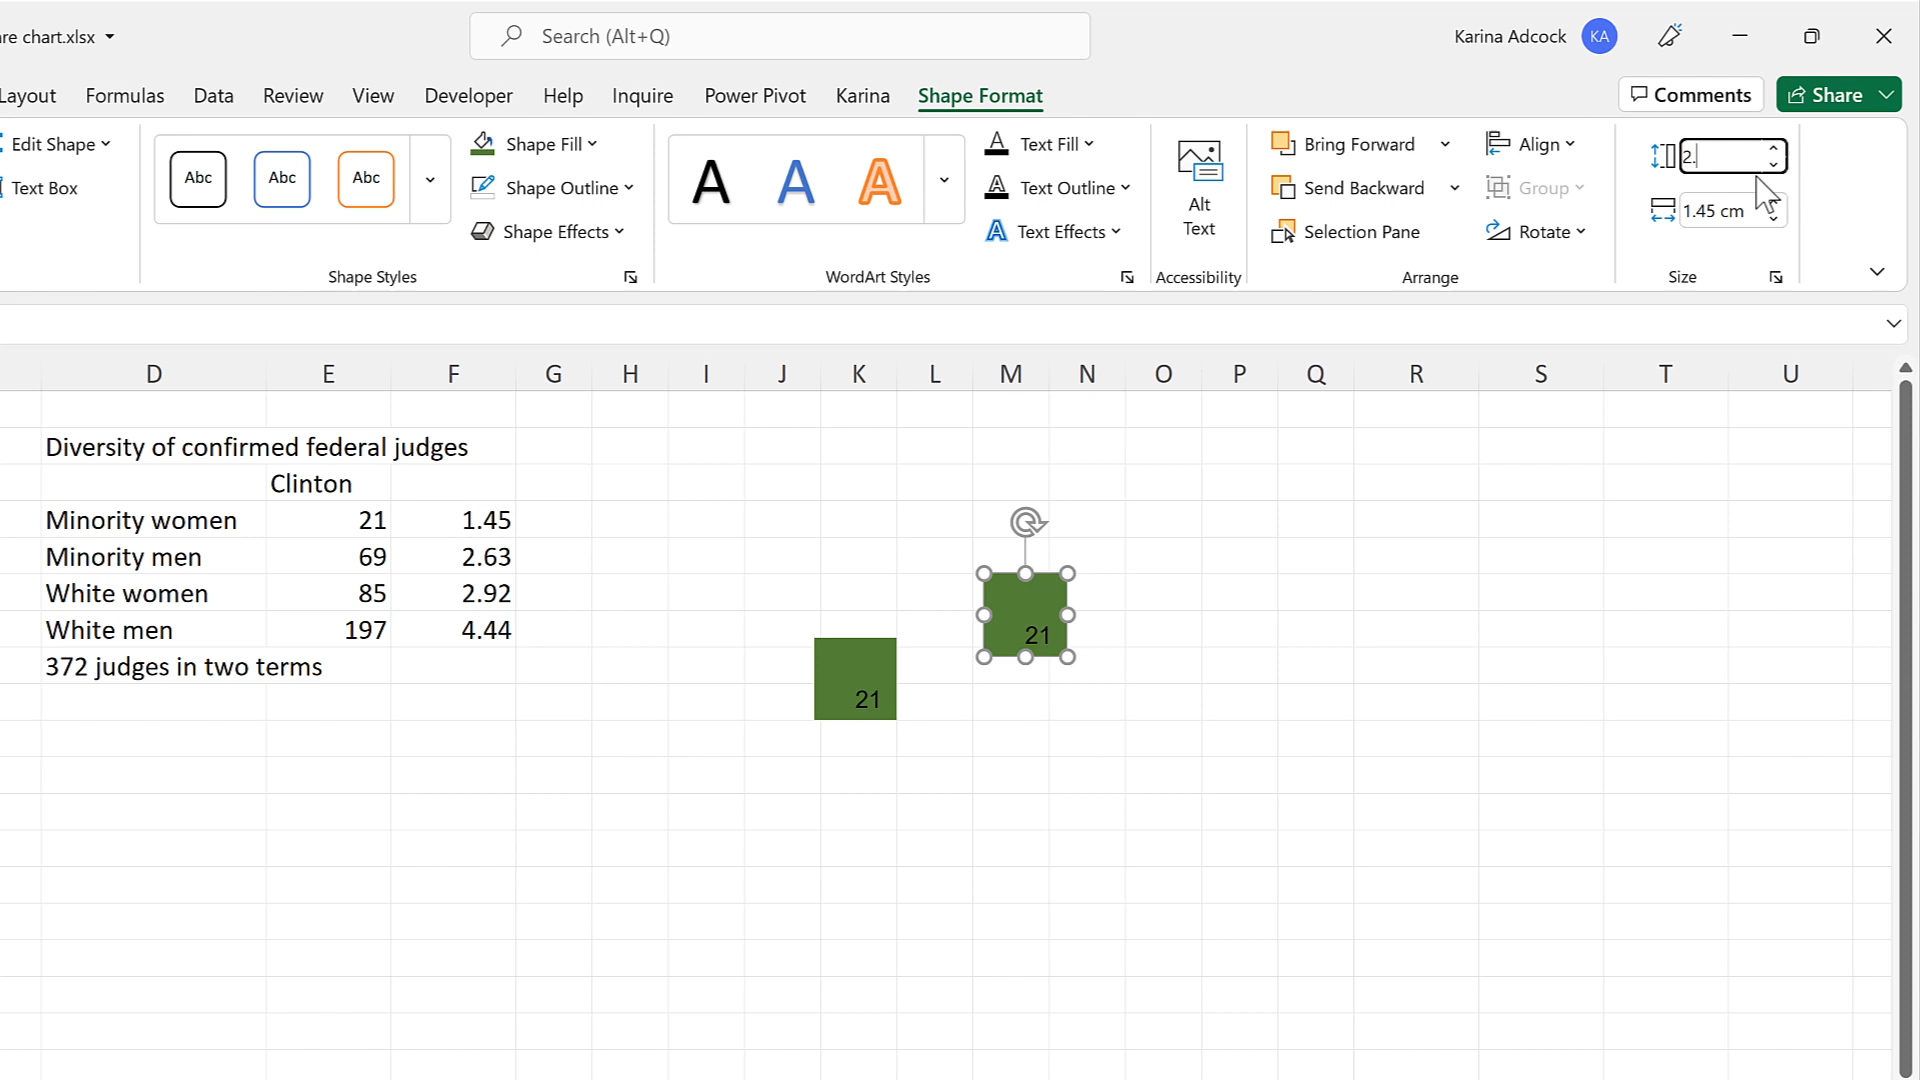 re chart.xlsx
Search (Alt+Q)
Karina Adcock
KA
Layout
Formulas
Data
Review
View
Developer
Help
Inquire
Power Pivot
Karina
Shape Format
Comments
Share
Edit Shape
Text Box
Abc
Abc
Abc
Shape Fill
Shape Outline
Shape Effects
Shape Styles
A
A
A
Text Fill
Text Outline
Text Effects
WordArt Styles
Alt
Text
Accessibility
Bring Forward
Send Backward
Selection Pane
Align
Group
Rotate
Arrange
2.
1.45 cm
Size
D E F G H I J K L M N O P Q R S T U
Diversity of confirmed federal judges
Clinton
Minority women 21 1.45
Minority men 69 2.63
White women 85 2.92
White men 197 4.44
372 judges in two terms
21
21